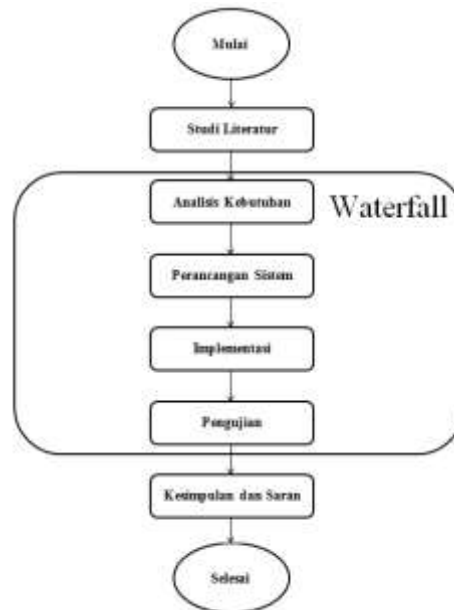 Mulai
Studi Literatur
Analisis Kebutuhan
Waterfall
Perancangan Sistem
Implementasi
Pengujian
Kesimpulan dan Saran
Selesai